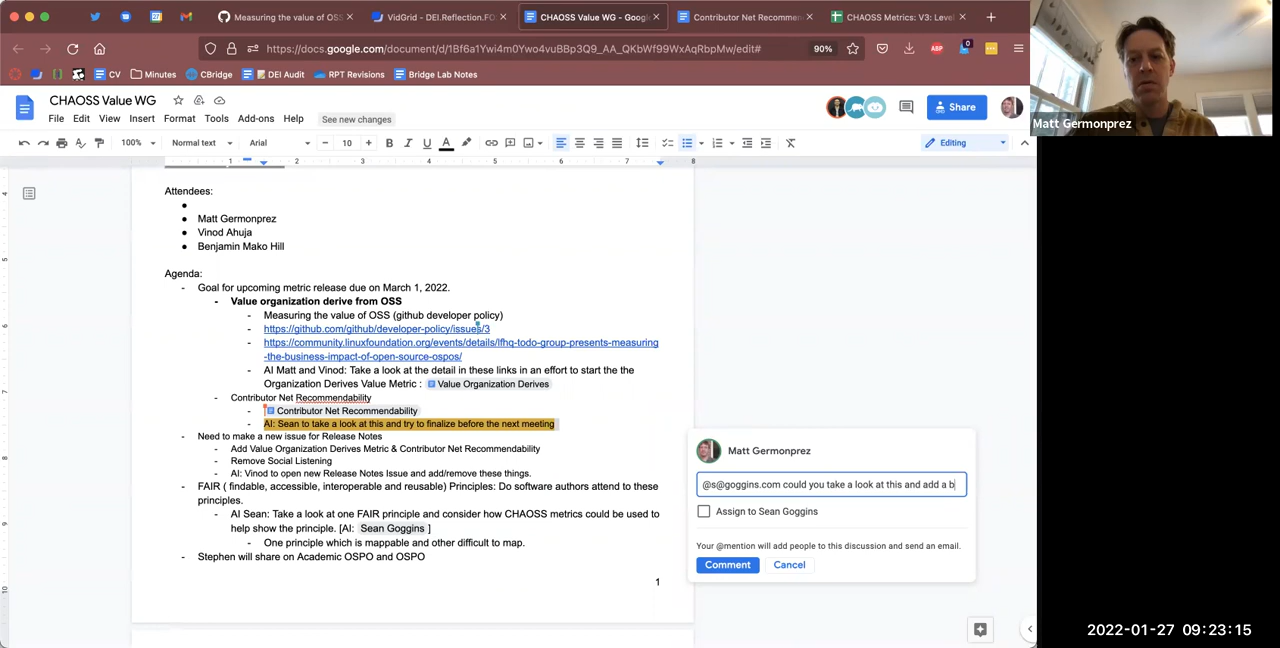 Measuring the value of OSS
VidGrid - DEI.Reflection.FO
CHAOSS Value WG - Googl
Contributor Net Recommen
CHAOSS Metrics: V3: Level
https://docs.google.com/document/d/1Bf6a1Ywi4m0Ywo4vuBBp3Q9_AA_QKbWf99WxAqRbpMw/edit#
90%
ABP
0
CV
Minutes
CBridge
DEI Audit
RPT Revisions
Bridge Lab Notes
Matt Germonprez
CHAOSS Value WG
File Edit View Insert Format Tools Add-ons Help See new changes
Share
100% Normal text Arial 10 B I U A Editing
1 2 3 4 5 6 7 8
Attendees:
Matt Germonprez
Vinod Ahuja
Benjamin Mako Hill
Agenda:
- Goal for upcoming metric release due on March 1, 2022.
- Value organization derive from OSS
- Measuring the value of OSS (github developer policy)
- https://github.com/github/developer-policy/issues/3
- https://community.linuxfoundation.org/events/details/lfhq-todo-group-presents-measuring
-the-business-impact-of-open-source-ospos/
- AI Matt and Vinod: Take a look at the detail in these links in an effort to start the the
Organization Derives Value Metric : Value Organization Derives
- Contributor Net Recommendability
- Contributor Net Recommendability
- AI: Sean to take a look at this and try to finalize before the next meeting
- Need to make a new issue for Release Notes
- Add Value Organization Derives Metric & Contributor Net Recommendability
- Remove Social Listening
- AI: Vinod to open new Release Notes Issue and add/remove these things.
- FAIR ( findable, accessible, interoperable and reusable) Principles: Do software authors attend to these
principles.
- AI Sean: Take a look at one FAIR principle and consider how CHAOSS metrics could be used to
help show the principle. [AI: Sean Goggins ]
- One principle which is mappable and other difficult to map.
- Stephen will share on Academic OSPO and OSPO
1
Matt Germonprez
@s@goggins.com could you take a look at this and add a b
Assign to Sean Goggins
Your @mention will add people to this discussion and send an email.
Comment Cancel
2022-01-27 09:23:15